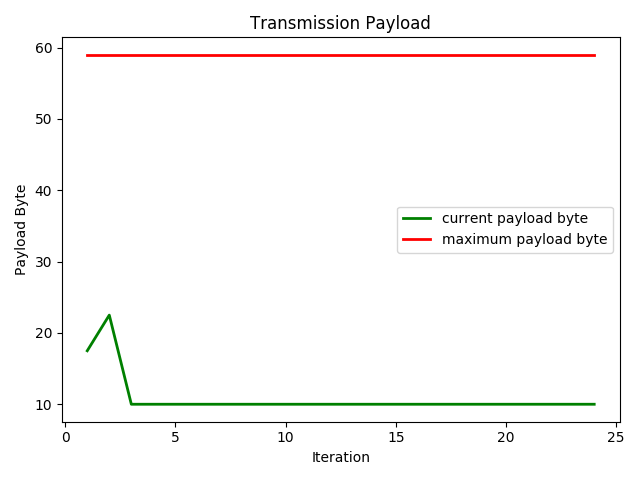 Transmission Payload
60
50
40
30
20
10
Payload Byte
current payload byte
maximum payload byte
0
5
10
15
20
25
Iteration